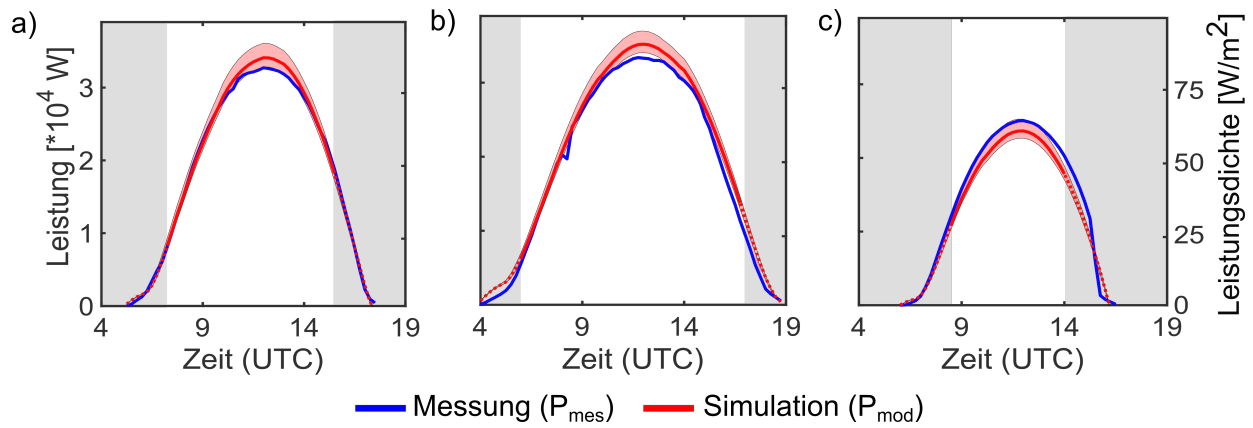 a)
b)
c)
Leistung [*10⁴ W]
3
2
1
0
4 9 14 19
Zeit (UTC)
4 9 14 19
Zeit (UTC)
4 9 14 19
Zeit (UTC)
75
50
25
0
Leistungsdichte [W/m²]
Messung (Pmes) Simulation (Pmod)